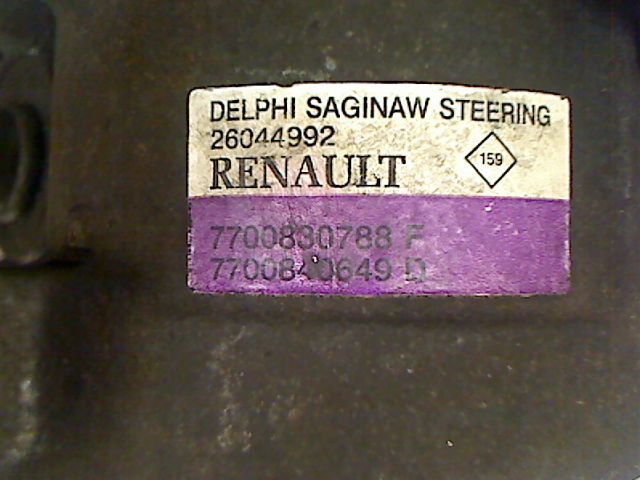 DELPHI SAGINAW STEERING
26044992
RENAULT
159
7700830788 F
7700840649 D